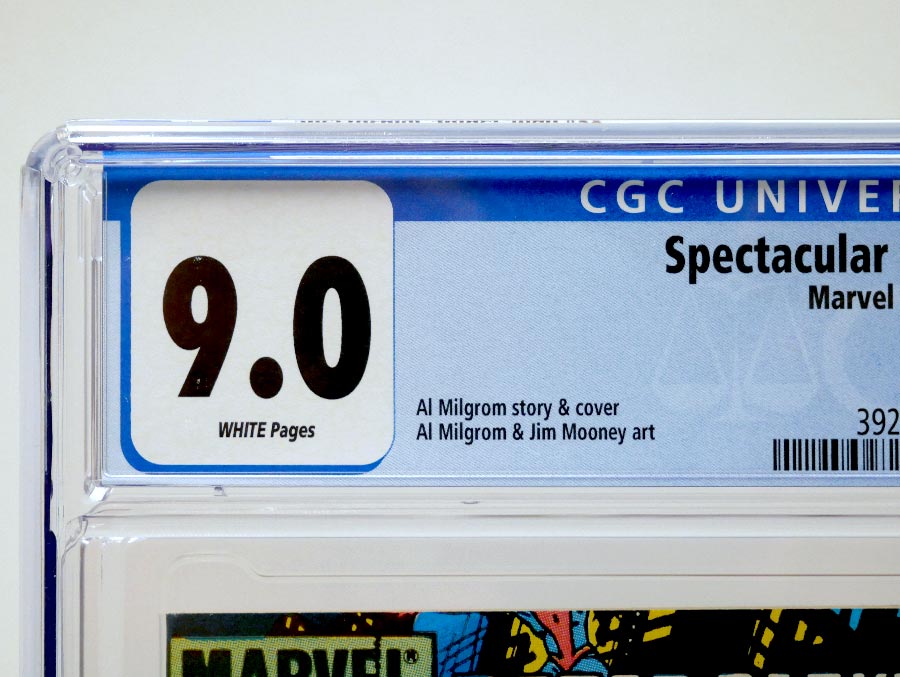 CGC UNIVER
Spectacular
Marvel
9.0
WHITE Pages
Al Milgrom story & cover
Al Milgrom & Jim Mooney art
392
MARVEL®